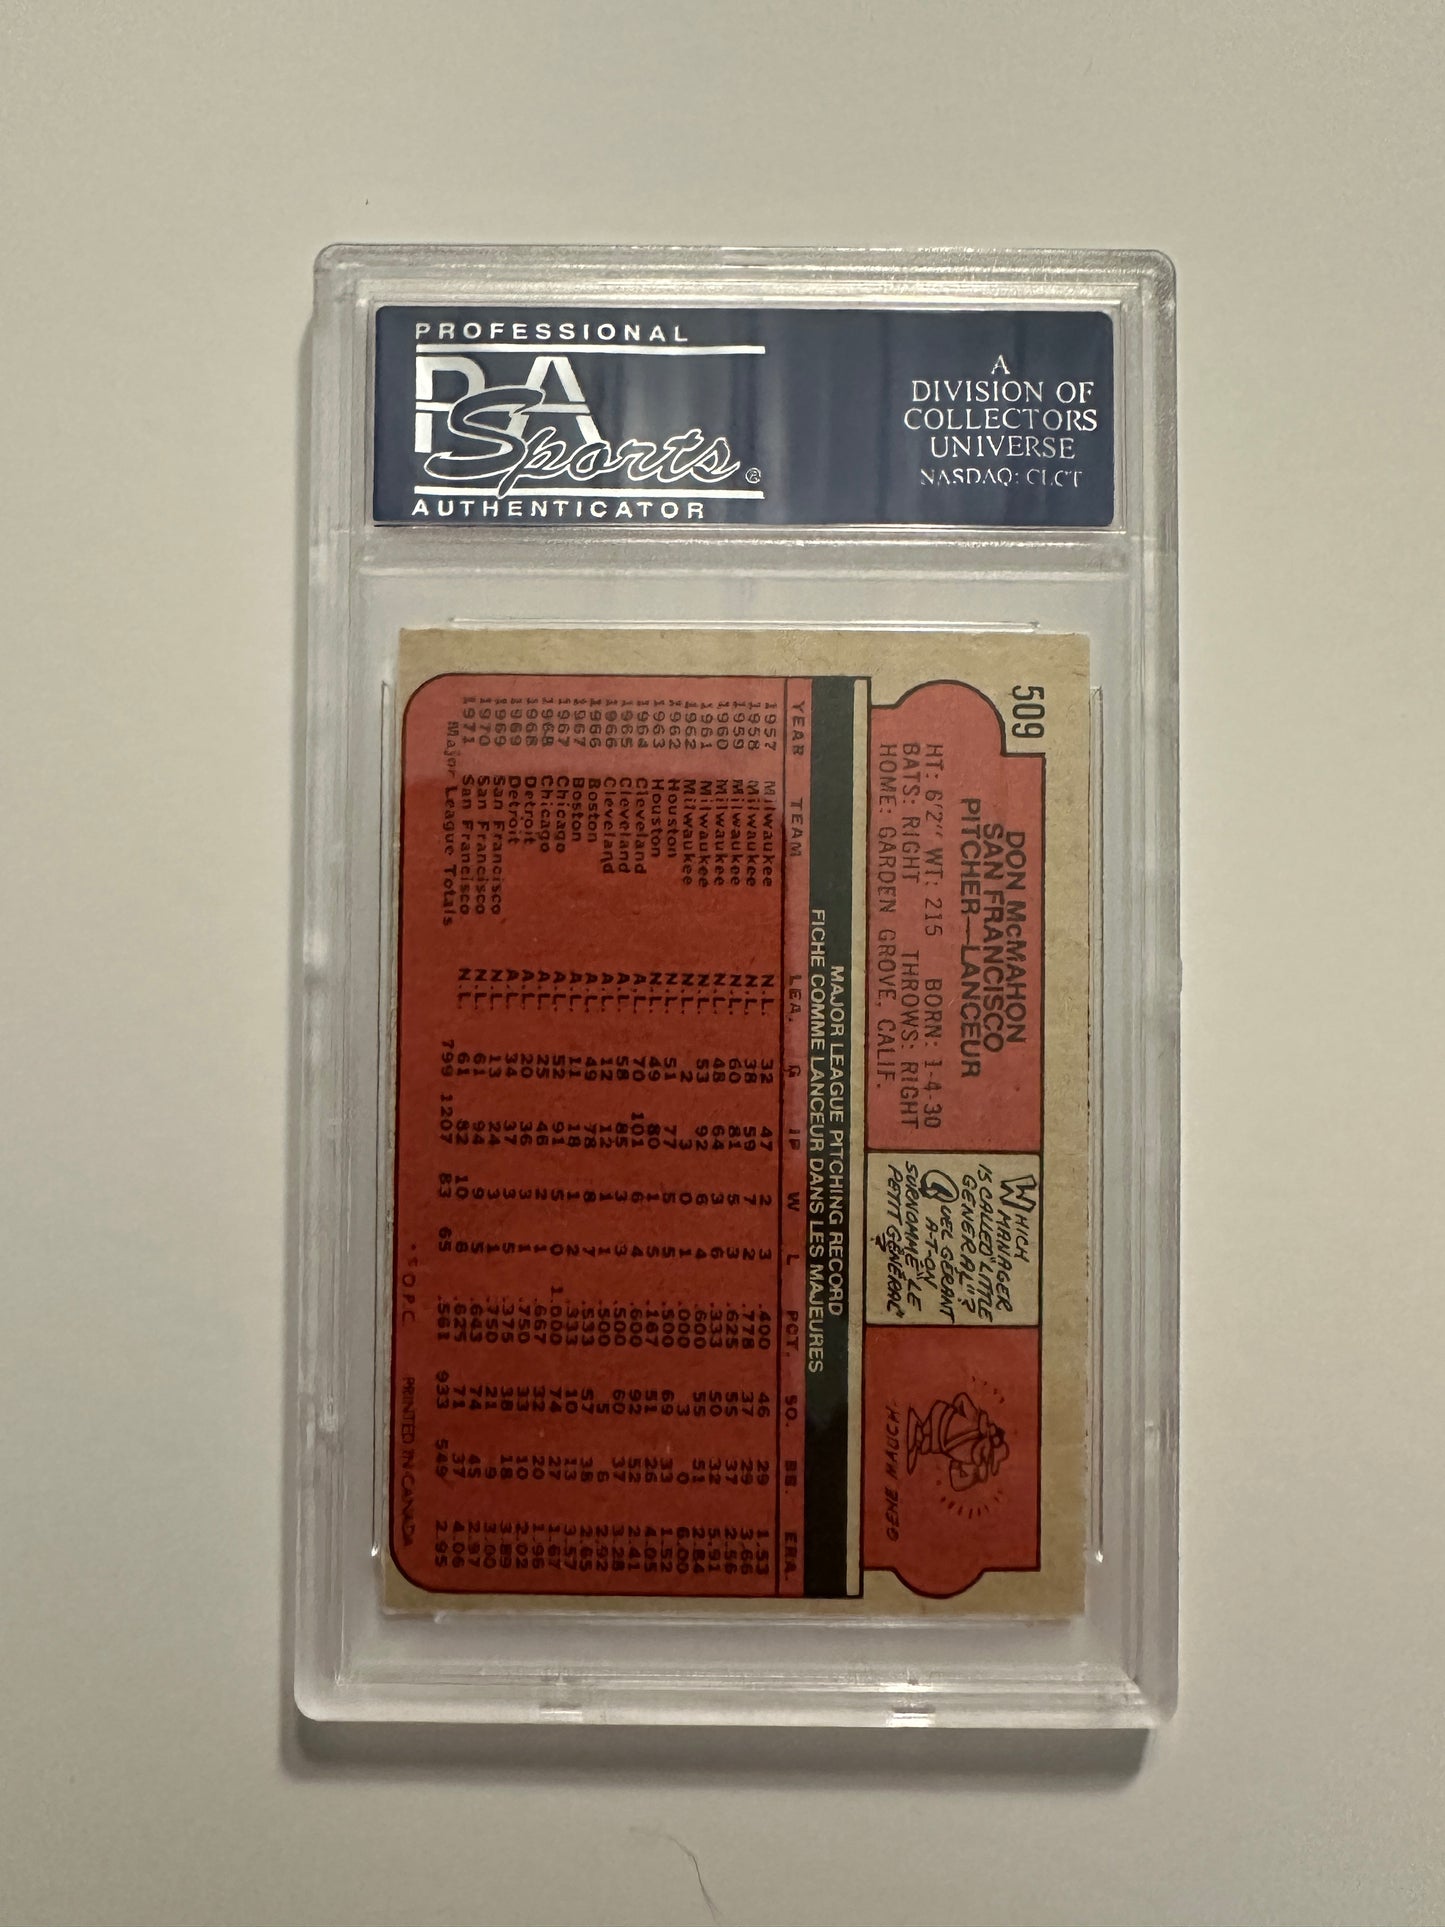 PROFESSIONAL
PSA
Sports®
AUTHENTICATOR
A
DIVISION OF
COLLECTORS
UNIVERSE
NASDAQ: CLCT
509
DON McMAHON
SAN FRANCISCO
PITCHER—LANCEUR
HT: 6'2" WT: 215 BORN: 1-4-30
BATS: RIGHT THROWS: RIGHT
HOME: GARDEN GROVE, CALIF.
WHICH
MANAGER
IS CALLED "LITTLE
GENERAL"?
QUEL GÉRANT
A-T-ON
SURNOMMÉ "LE
PETIT GÉNÉRAL"
?
GENE MAUCH.
MAJOR LEAGUE PITCHING RECORD
FICHE COMME LANCEUR DANS LES MAJEURES
YEAR TEAM LEA. G IP W L PCT. SO. BB. ERA.
1957 Milwaukee N.L. 32 47 2 3 .400 46 29 1.53
1958 Milwaukee N.L. 38 59 7 2 .778 37 29 3.66
1959 Milwaukee N.L. 60 81 5 3 .625 55 37 2.56
1960 Milwaukee N.L. 48 64 3 6 .333 50 32 5.91
1961 Milwaukee N.L. 53 92 6 4 .600 55 51 2.84
1962 Milwaukee N.L. 2 3 0 1 .000 3 0 6.00
1962 Houston N.L. 51 77 5 5 .500 69 33 1.52
1963 Houston N.L. 49 80 1 5 .167 51 26 4.05
1964 Cleveland A.L. 70 101 6 4 .600 92 52 2.41
1965 Cleveland A.L. 58 85 3 3 .500 60 37 3.28
1966 Cleveland A.L. 12 12 1 1 .500 5 6 2.92
1966 Boston A.L. 49 78 8 7 .533 57 38 2.65
1967 Boston A.L. 11 18 1 2 .333 10 13 3.57
1967 Chicago A.L. 52 91 5 0 1.000 74 27 1.67
1968 Chicago A.L. 25 46 2 1 .667 32 20 1.96
1968 Detroit A.L. 20 36 3 1 .750 33 10 2.02
1969 Detroit A.L. 34 37 3 5 .375 38 18 3.89
1969 San Francisco N.L. 13 24 3 1 .750 21 9 3.00
1970 San Francisco N.L. 61 94 9 5 .643 74 45 2.97
1971 San Francisco N.L. 61 82 10 6 .625 71 37 4.06
Major League Totals 799 1207 83 65 .561 933 549 2.95
O.P.C. PRINTED IN CANADA